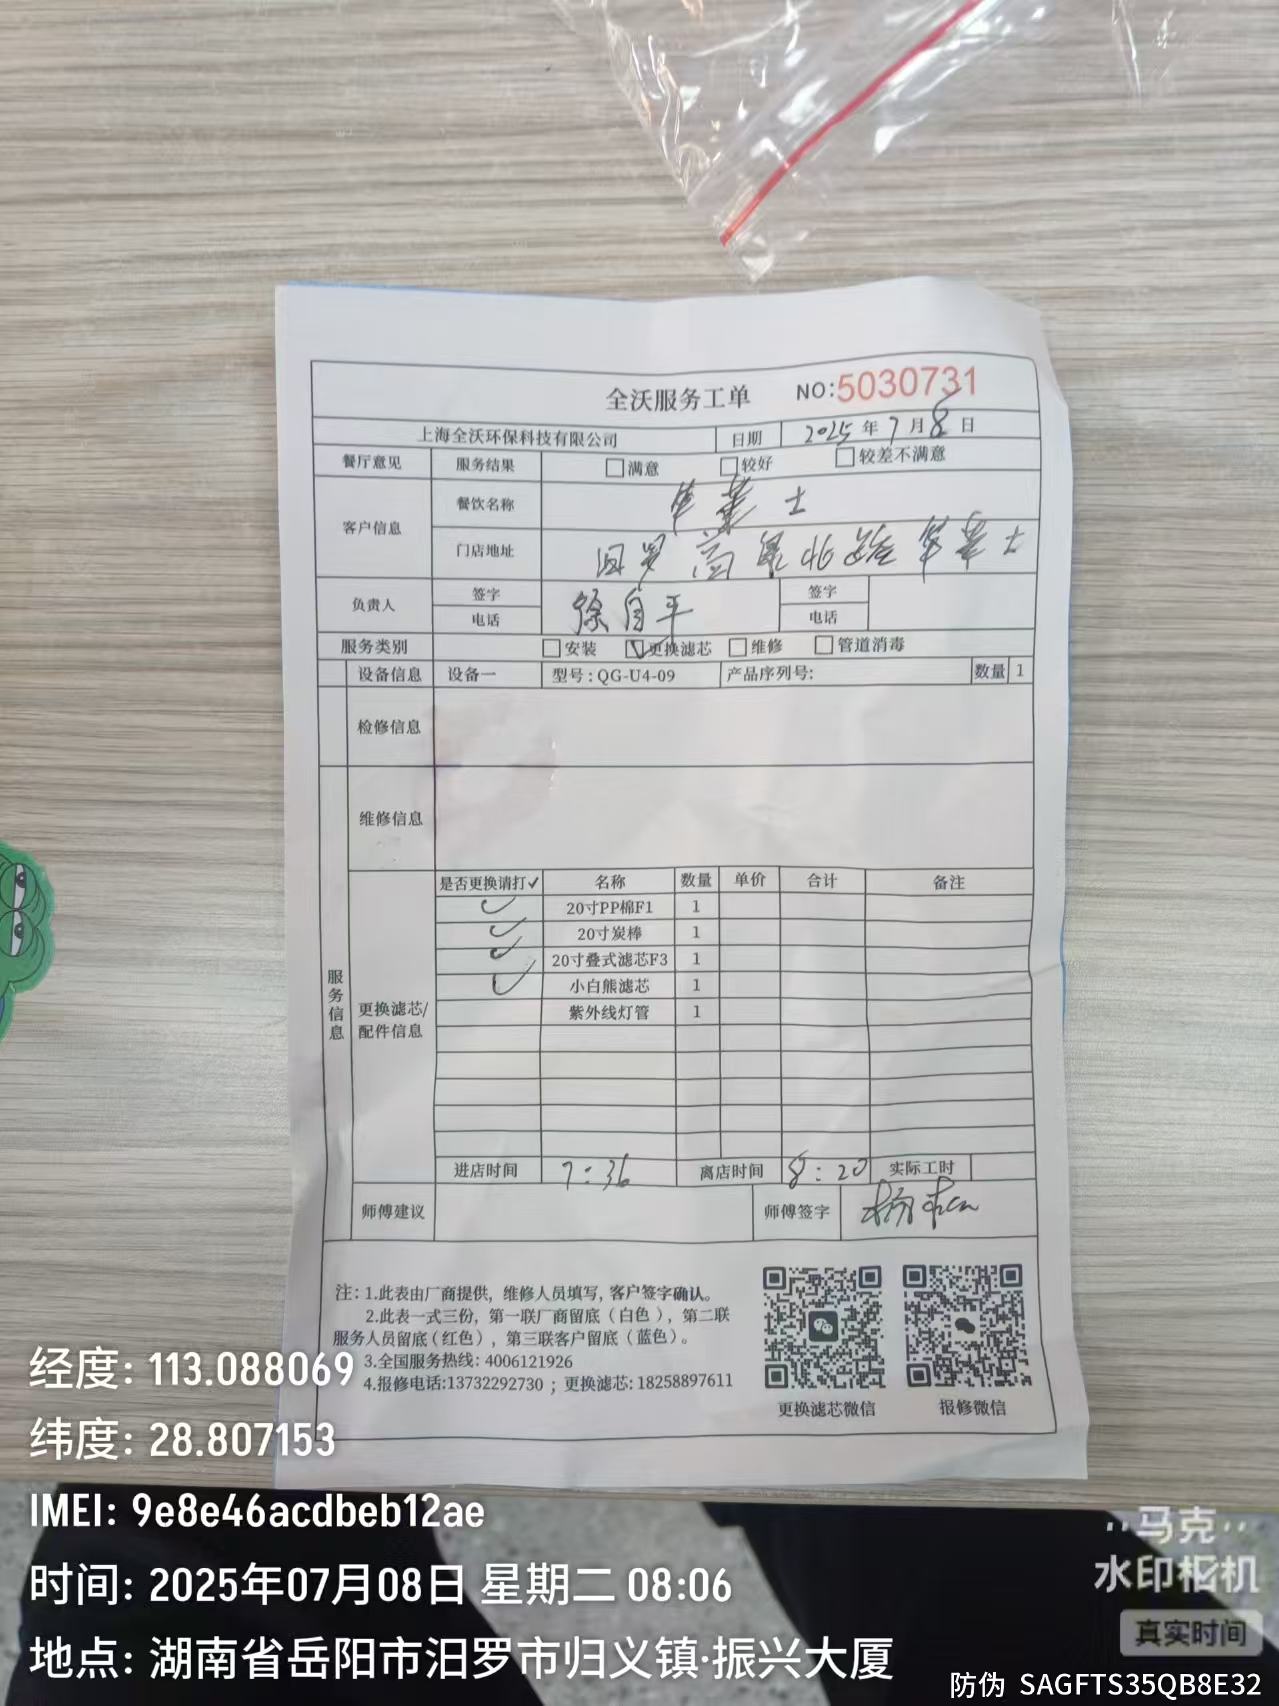 全沃服务工单 NO:5030731
上海全沃环保科技有限公司 日期 2025年7月8日
餐厅意见 服务结果 满意 较好 较差不满意
客户信息 餐饮名称 华莱士
门店地址 汨罗高泉北路华莱士
负责人 签字 徐自平 签字
电话 电话
服务类别 安装 更换滤芯 维修 管道消毒
设备信息 设备一 型号:QG-U4-09 产品序列号: 数量 1
检修信息
维修信息
服务信息
更换滤芯/
配件信息
是否更换请打✓ 名称 数量 单价 合计 备注
✓ 20寸PP棉F1 1
✓ 20寸炭棒 1
✓ 20寸叠式滤芯F3 1
✓ 小白熊滤芯 1
紫外线灯管 1
进店时间 7:36 离店时间 8:20 实际工时
师傅建议 师傅签字
注: 1.此表由厂商提供, 维修人员填写, 客户签字确认。
2.此表一式三份, 第一联厂商留底(白色), 第二联
服务人员留底(红色), 第三联客户留底(蓝色)。
3.全国服务热线: 4006121926
4.报修电话:13732292730 ; 更换滤芯: 18258897611
更换滤芯微信 报修微信
经度: 113.088069
纬度: 28.807153
IMEI: 9e8e46acdbeb12ae
时间: 2025年07月08日 星期二 08:06
地点: 湖南省岳阳市汨罗市归义镇·振兴大厦
马克
水印相机
真实时间
防伪 SAGFTS35QB8E32